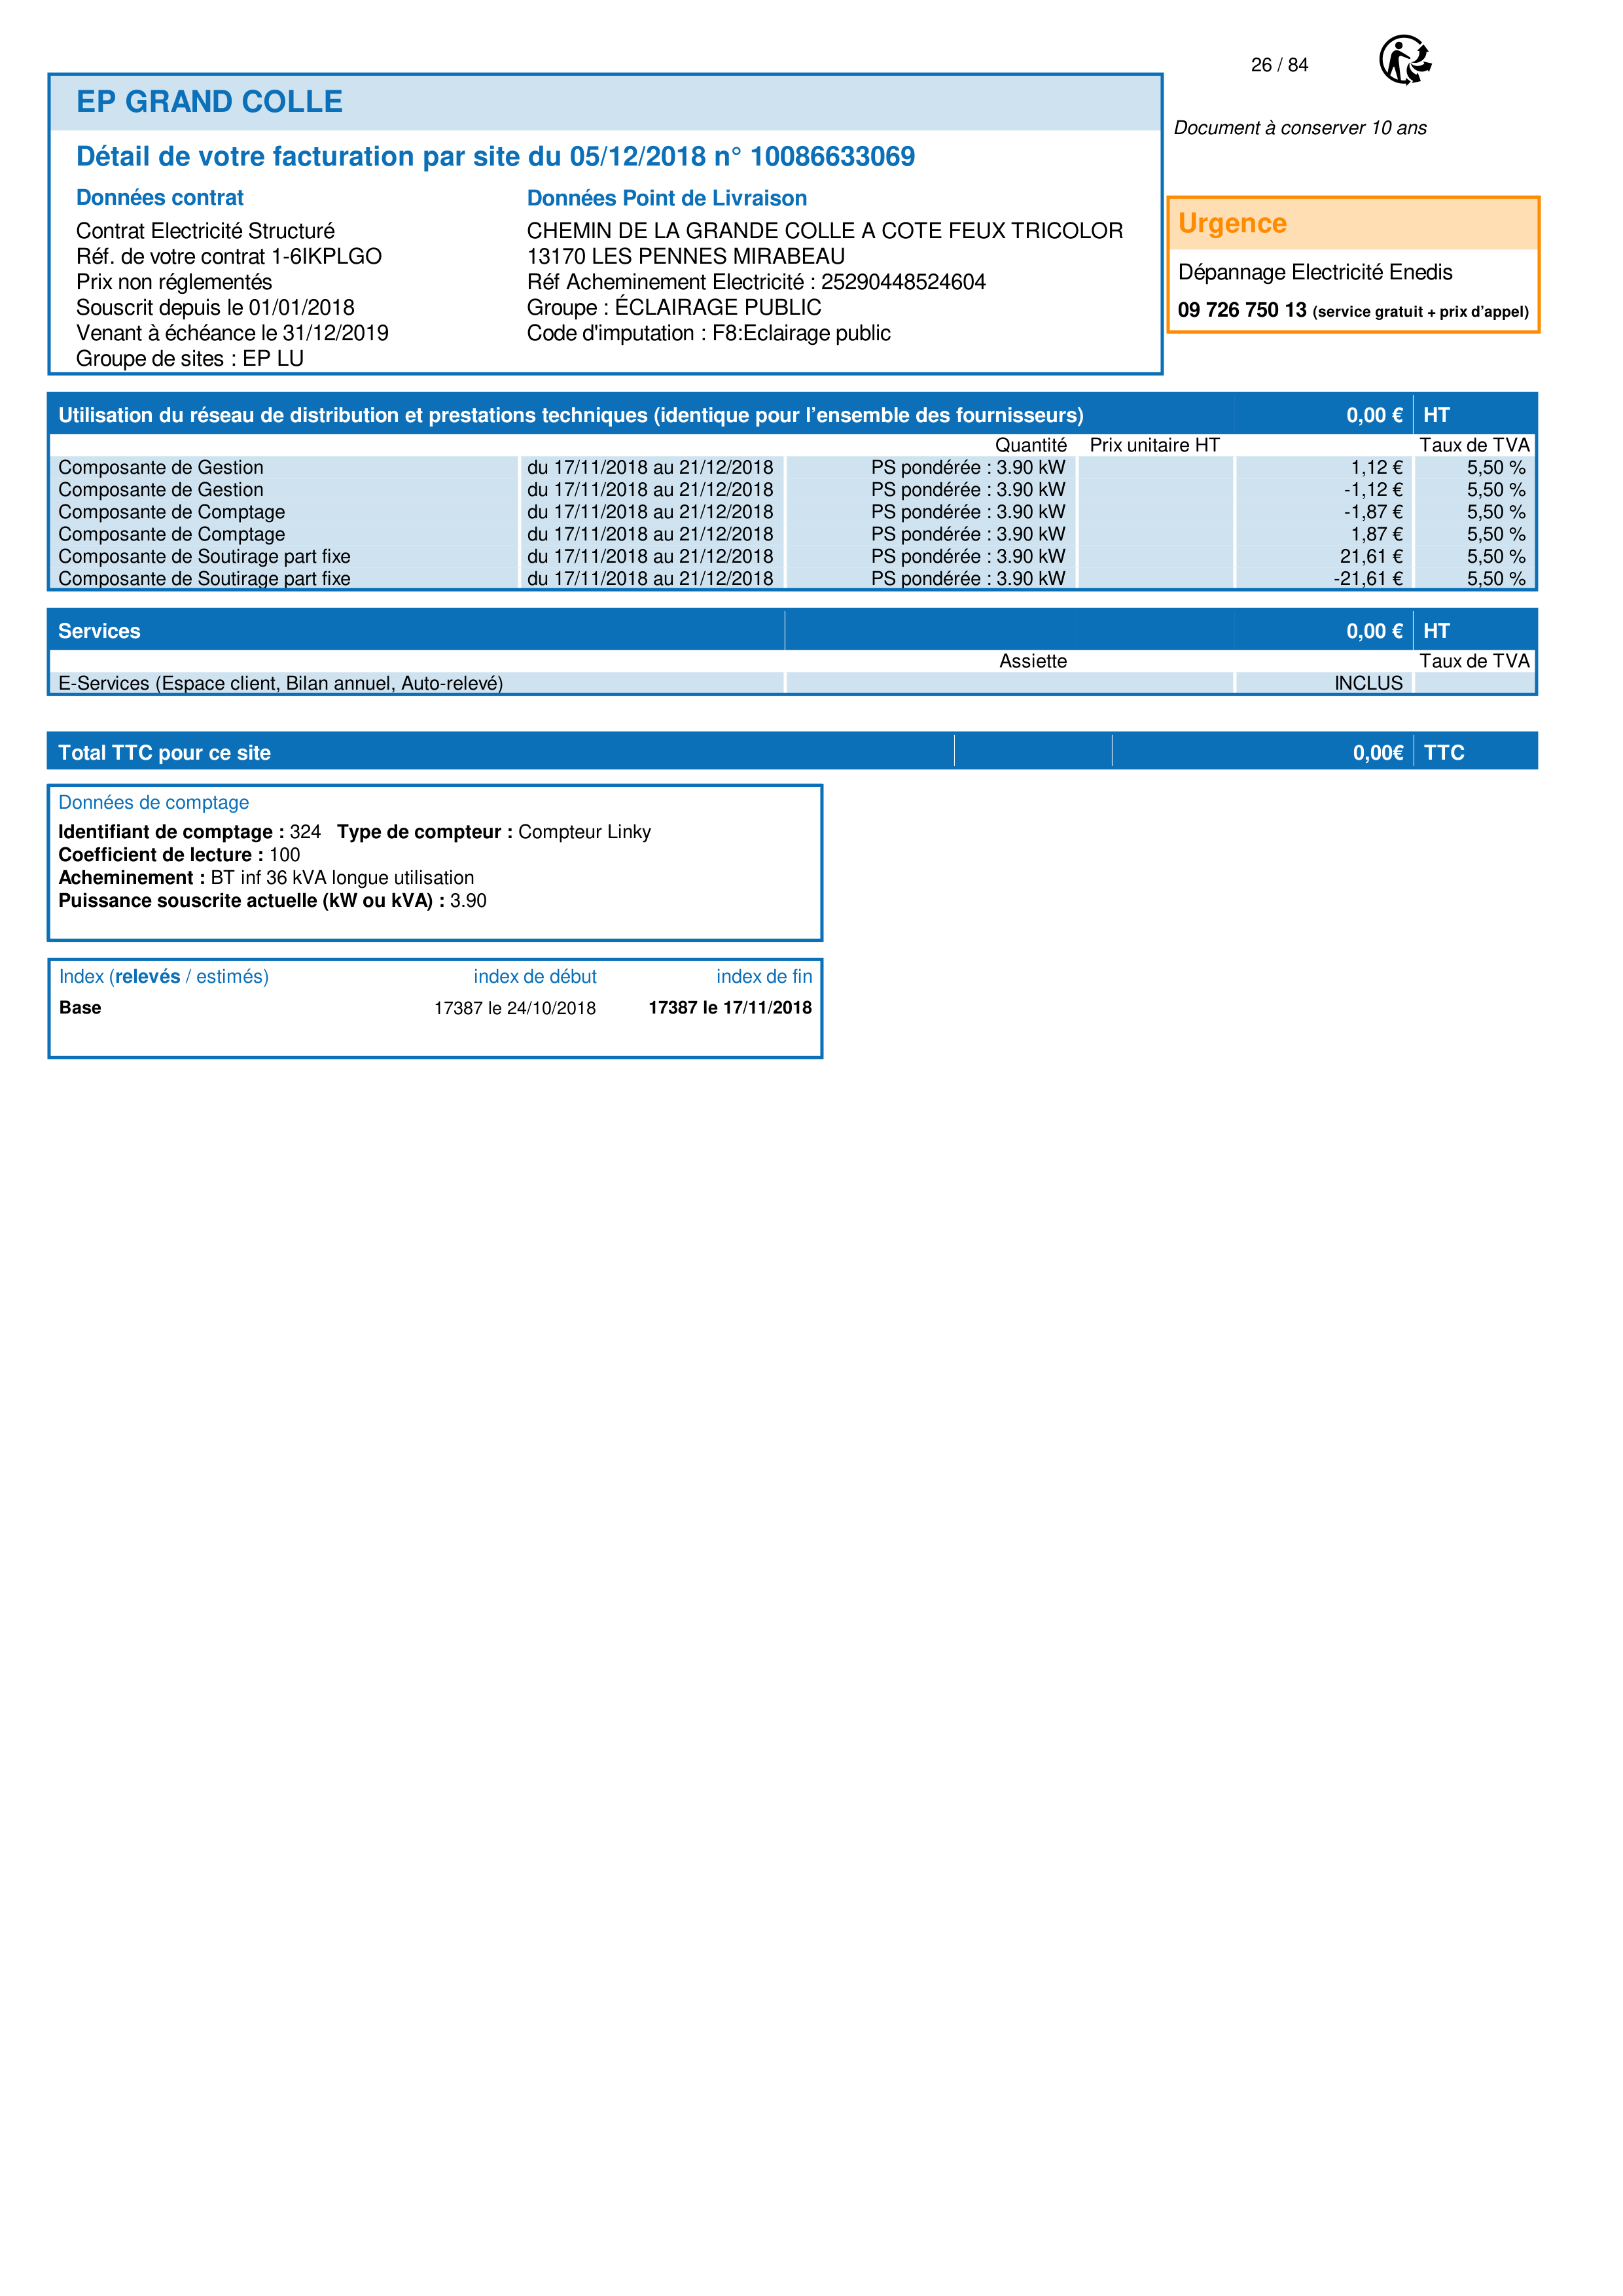 26 / 84
EP GRAND COLLE
Document à conserver 10 ans
Détail de votre facturation par site du 05/12/2018 n° 10086633069
Données contrat
Contrat Electricité Structuré
Réf. de votre contrat 1-6IKPLGO
Prix non réglementés
Souscrit depuis le 01/01/2018
Venant à échéance le 31/12/2019
Groupe de sites : EP LU
Données Point de Livraison
CHEMIN DE LA GRANDE COLLE A COTE FEUX TRICOLOR
13170 LES PENNES MIRABEAU
Réf Acheminement Electricité : 25290448524604
Groupe : ÉCLAIRAGE PUBLIC
Code d'imputation : F8:Eclairage public
Urgence
Dépannage Electricité Enedis
09 726 750 13 (service gratuit + prix d’appel)
Utilisation du réseau de distribution et prestations techniques (identique pour l’ensemble des fournisseurs) 0,00 € HT
Quantité Prix unitaire HT Taux de TVA
Composante de Gestion du 17/11/2018 au 21/12/2018 PS pondérée : 3.90 kW 1,12 € 5,50 %
Composante de Gestion du 17/11/2018 au 21/12/2018 PS pondérée : 3.90 kW -1,12 € 5,50 %
Composante de Comptage du 17/11/2018 au 21/12/2018 PS pondérée : 3.90 kW -1,87 € 5,50 %
Composante de Comptage du 17/11/2018 au 21/12/2018 PS pondérée : 3.90 kW 1,87 € 5,50 %
Composante de Soutirage part fixe du 17/11/2018 au 21/12/2018 PS pondérée : 3.90 kW 21,61 € 5,50 %
Composante de Soutirage part fixe du 17/11/2018 au 21/12/2018 PS pondérée : 3.90 kW -21,61 € 5,50 %
Services 0,00 € HT
Assiette Taux de TVA
E-Services (Espace client, Bilan annuel, Auto-relevé) INCLUS
Total TTC pour ce site 0,00€ TTC
Données de comptage
Identifiant de comptage : 324 Type de compteur : Compteur Linky
Coefficient de lecture : 100
Acheminement : BT inf 36 kVA longue utilisation
Puissance souscrite actuelle (kW ou kVA) : 3.90
Index (relevés / estimés) index de début index de fin
Base 17387 le 24/10/2018 17387 le 17/11/2018